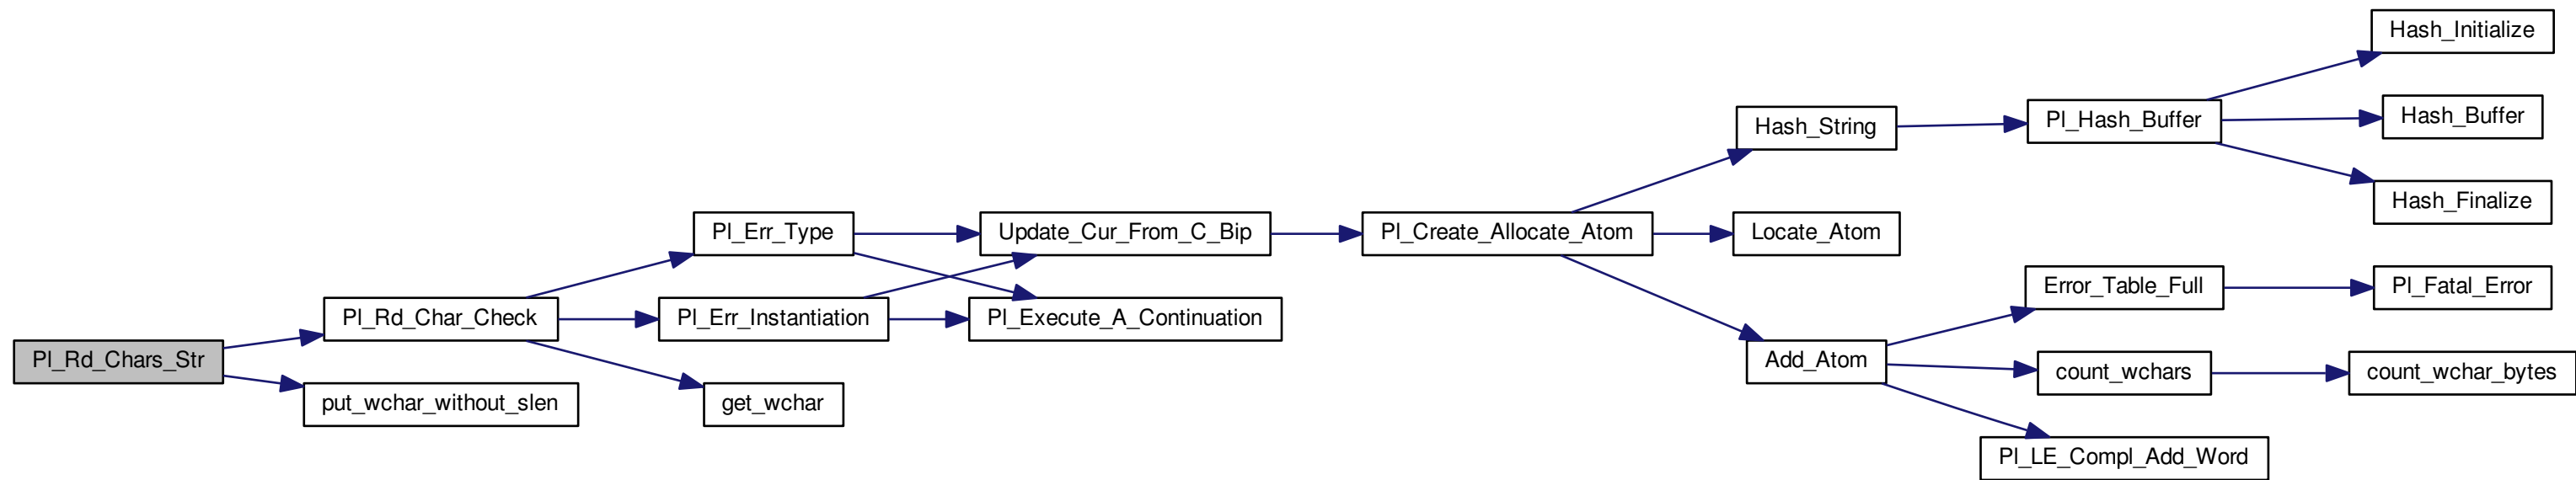 Pl_Rd_Chars_Str
Pl_Rd_Char_Check
put_wchar_without_slen
Pl_Err_Type
Pl_Err_Instantiation
get_wchar
Update_Cur_From_C_Bip
Pl_Execute_A_Continuation
Pl_Create_Allocate_Atom
Hash_String
Locate_Atom
Add_Atom
Pl_Hash_Buffer
Error_Table_Full
count_wchars
Pl_LE_Compl_Add_Word
Hash_Initialize
Hash_Buffer
Hash_Finalize
Pl_Fatal_Error
count_wchar_bytes